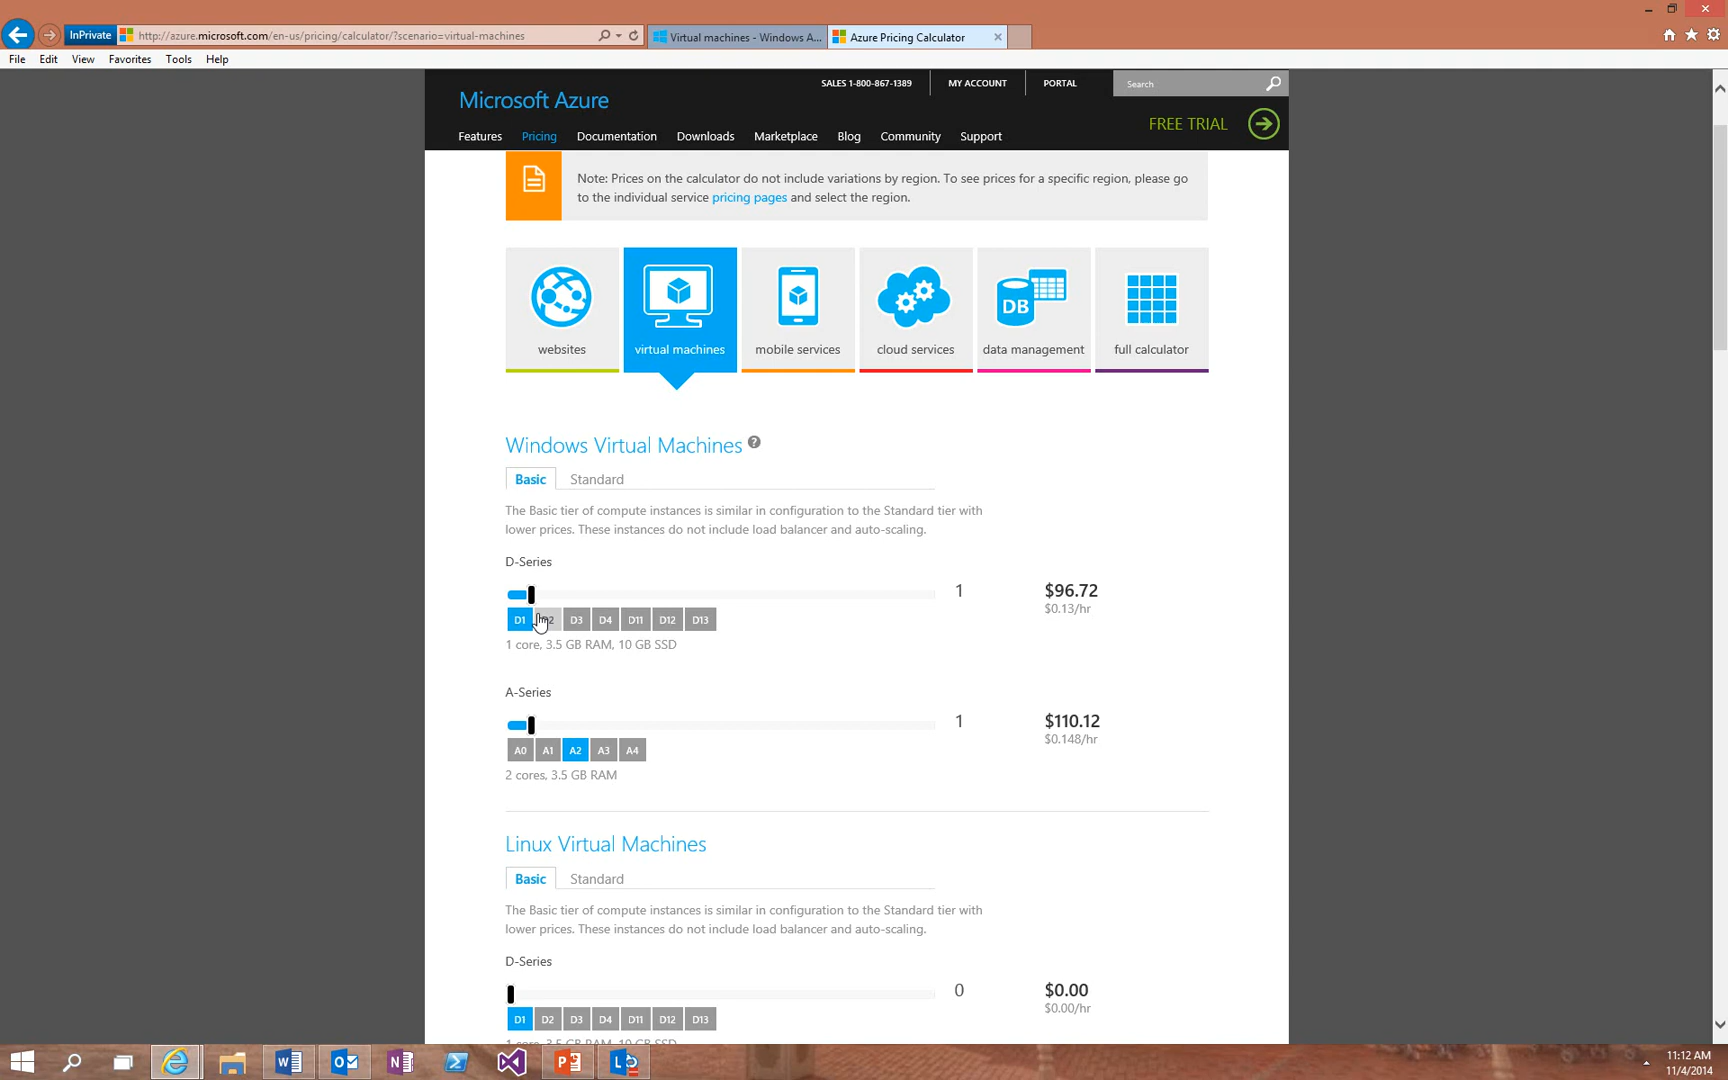 InPrivate
http://azure.microsoft.com/en-us/pricing/calculator/?scenario=virtual-machines
Virtual machines - Windows A...
Azure Pricing Calculator
File Edit View Favorites Tools Help
SALES 1-800-867-1389
MY ACCOUNT
PORTAL
Search
Microsoft Azure
FREE TRIAL
Features Pricing Documentation Downloads Marketplace Blog Community Support
Note: Prices on the calculator do not include variations by region. To see prices for a specific region, please go
to the individual service pricing pages and select the region.
DB
websites virtual machines mobile services cloud services data management full calculator
Windows Virtual Machines ?
Basic Standard
The Basic tier of compute instances is similar in configuration to the Standard tier with
lower prices. These instances do not include load balancer and auto-scaling.
D-Series
1 $96.72
$0.13/hr
D1 D3 D4 D11 D12 D13
1 core, 3.5 GB RAM, 10 GB SSD
A-Series
1 $110.12
$0.148/hr
A0 A1 A2 A3 A4
2 cores, 3.5 GB RAM
Linux Virtual Machines
Basic Standard
The Basic tier of compute instances is similar in configuration to the Standard tier with
lower prices. These instances do not include load balancer and auto-scaling.
D-Series
0 $0.00
$0.00/hr
D1 D2 D3 D4 D11 D12 D13
11:12 AM
11/4/2014